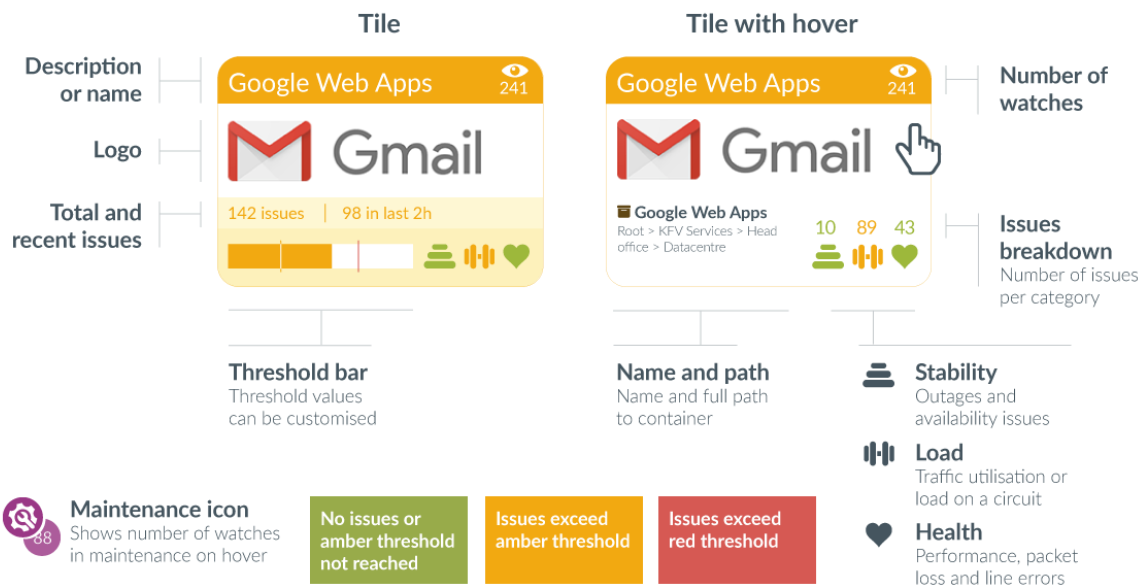 Tile
Tile with hover
Description
or name
Logo
Total and
recent issues
Google Web Apps
241
Gmail
142 issues | 98 in last 2h
Google Web Apps
241
Gmail
Google Web Apps
Root > KFV Services > Head
office > Datacentre
10 89 43
Number of
watches
Issues
breakdown
Number of issues
per category
Threshold bar
Threshold values
can be customised
Name and path
Name and full path
to container
Stability
Outages and
availability issues
Load
Traffic utilisation or
load on a circuit
Health
Performance, packet
loss and line errors
88
Maintenance icon
Shows number of watches
in maintenance on hover
No issues or
amber threshold
not reached
Issues exceed
amber threshold
Issues exceed
red threshold